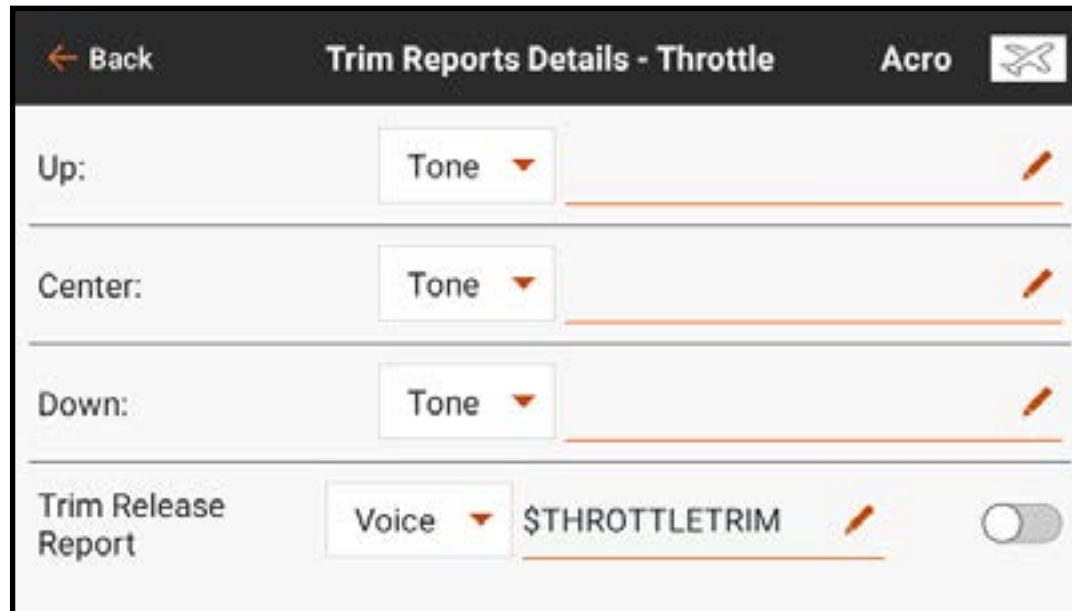 Back Trim Reports Details - Throttle Acro
Up: Tone
Center: Tone
Down: Tone
Trim Release
Report Voice $THROTTLETRIM